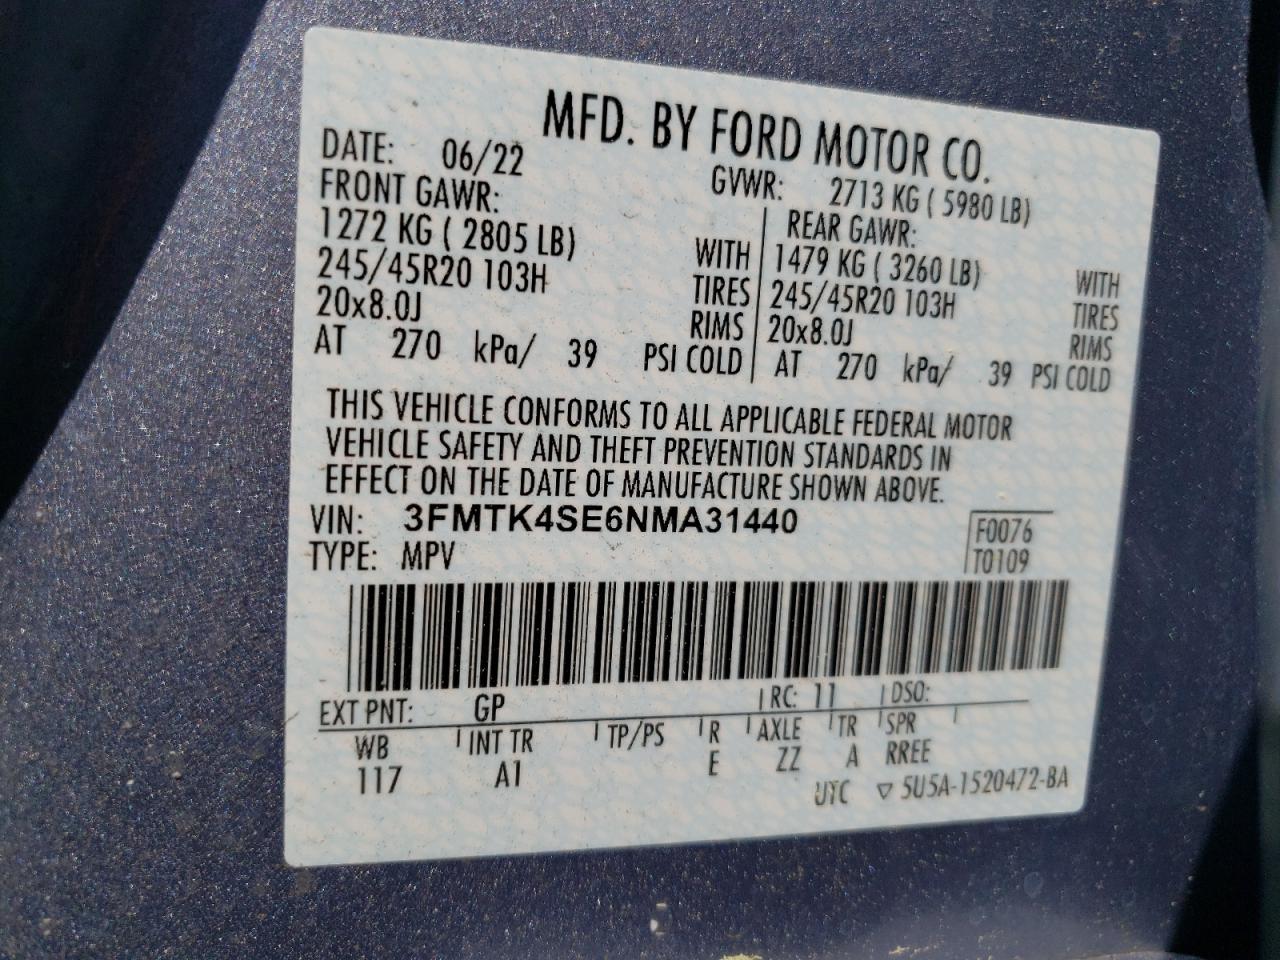 MFD. BY FORD MOTOR CO.
DATE: 06/22 GVWR: 2713 KG ( 5980 LB)
FRONT GAWR: REAR GAWR:
1272 KG ( 2805 LB) WITH 1479 KG ( 3260 LB) WITH
245/45R20 103H TIRES 245/45R20 103H TIRES
20x8.0J RIMS 20x8.0J RIMS
AT 270 kPa/ 39 PSI COLD AT 270 kPa/ 39 PSI COLD
THIS VEHICLE CONFORMS TO ALL APPLICABLE FEDERAL MOTOR
VEHICLE SAFETY AND THEFT PREVENTION STANDARDS IN
EFFECT ON THE DATE OF MANUFACTURE SHOWN ABOVE.
VIN: 3FMTK4SE6NMA31440 F0076
TYPE: MPV T0109
EXT PNT: GP RC: 11 DSO:
WB INT TR TP/PS R AXLE TR SPR
117 A1 E ZZ A RREE
UTC ▽ 5U5A-1520472-BA